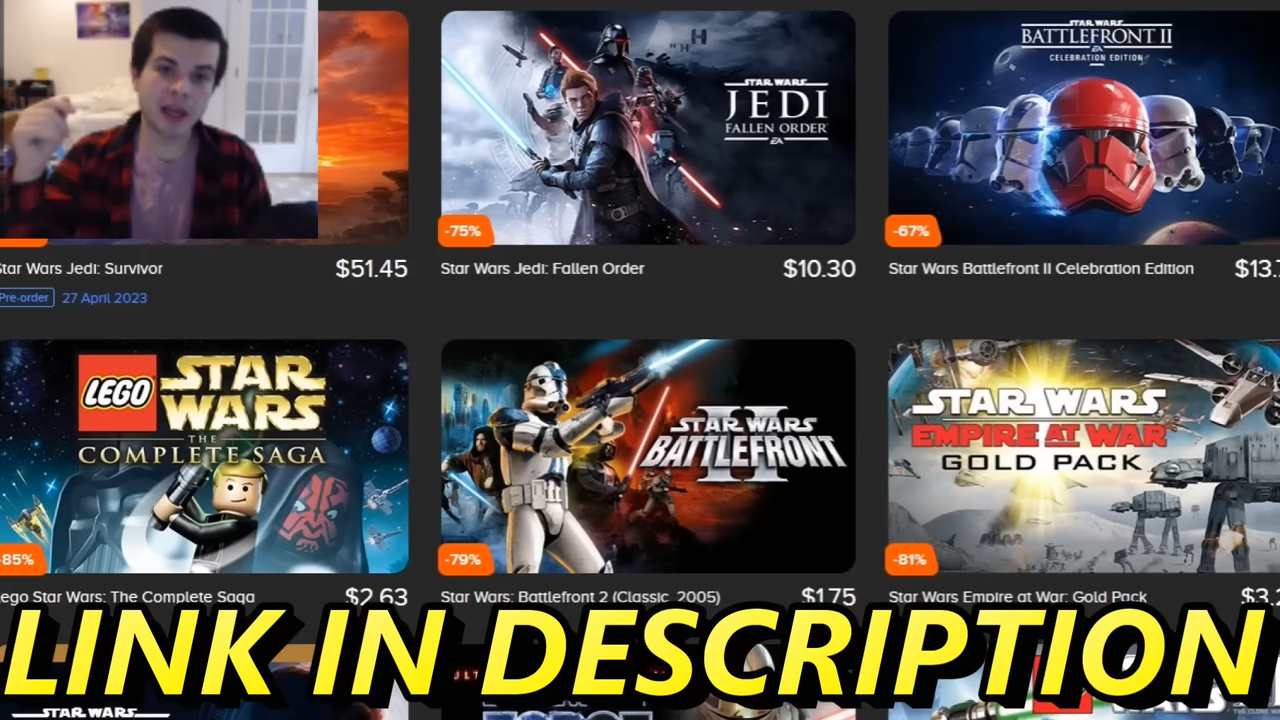 STAR WARS
JEDI
FALLEN ORDER
EA
STAR WARS
BATTLEFRONT II
EA
CELEBRATION EDITION
-75%
-67%
Star Wars Jedi: Survivor
$51.45
Star Wars Jedi: Fallen Order
$10.30
Star Wars Battlefront II Celebration Edition
$13.7
Pre-order
27 April 2023
LEGO
STAR WARS
THE
COMPLETE SAGA
STAR WARS
II
BATTLEFRONT
STAR WARS
EMPIRE AT WAR
GOLD PACK
-85%
-79%
-81%
Lego Star Wars: The Complete Saga
$2.63
Star Wars: Battlefront 2 (Classic, 2005)
$1.75
Star Wars Empire at War: Gold Pack
LINK IN DESCRIPTION
STAR WARS